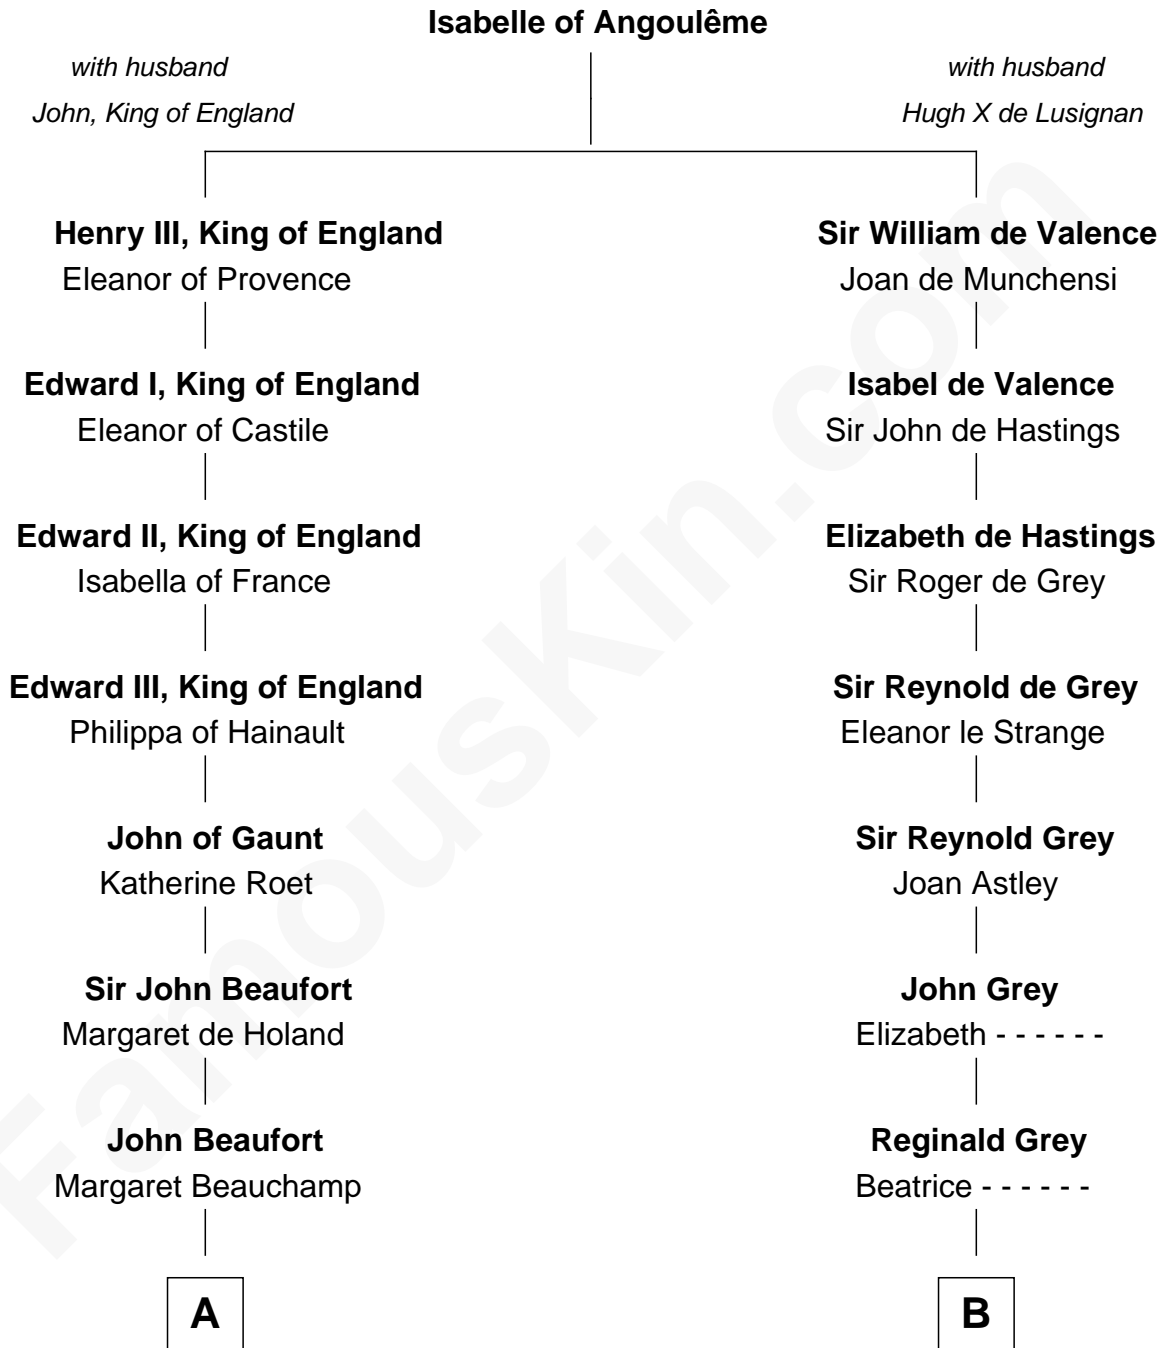 Isabelle of Angoulême
with husband
John, King of England
with husband
Hugh X de Lusignan
Henry III, King of England
Eleanor of Provence
Sir William de Valence
Joan de Munchensi
Edward I, King of England
Eleanor of Castile
Isabel de Valence
Sir John de Hastings
Edward II, King of England
Isabella of France
Elizabeth de Hastings
Sir Roger de Grey
Edward III, King of England
Philippa of Hainault
Sir Reynold de Grey
Eleanor le Strange
John of Gaunt
Katherine Roet
Sir Reynold Grey
Joan Astley
Sir John Beaufort
Margaret de Holand
John Grey
Elizabeth - - - - - -
John Beaufort
Margaret Beauchamp
Reginald Grey
Beatrice - - - - - -
A
B
FamousKin.com